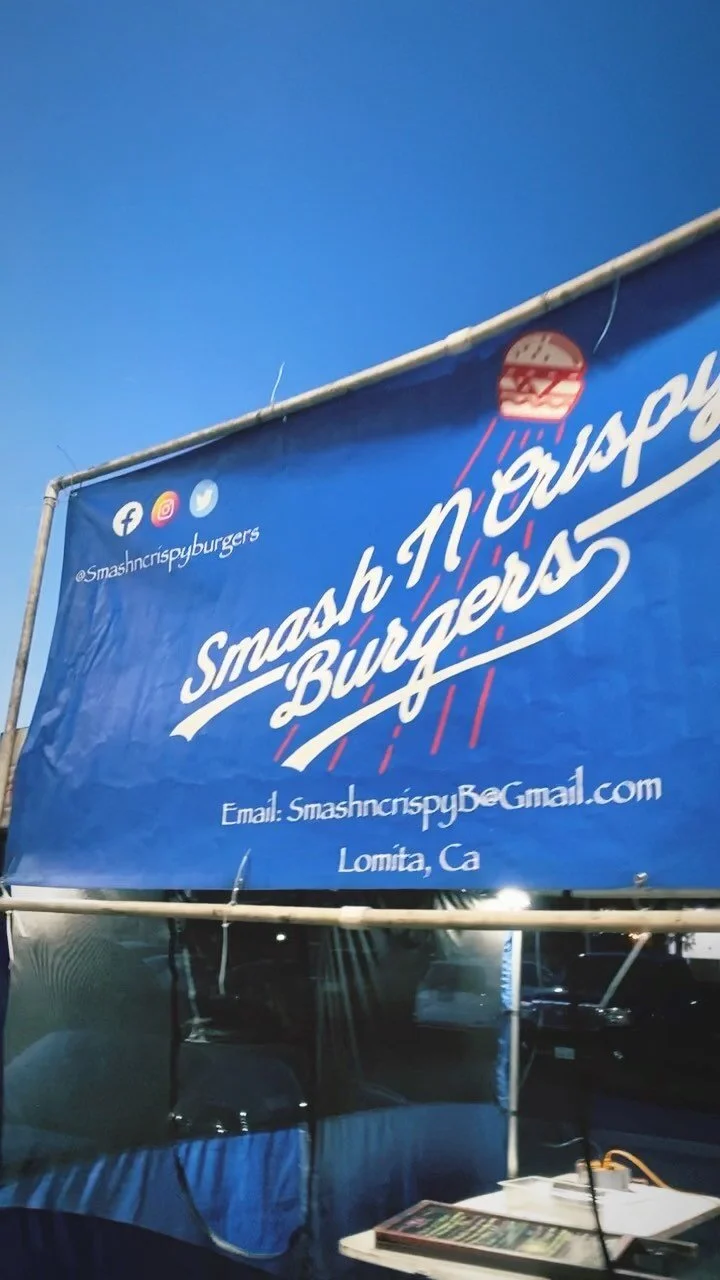 @Smashncrispyburgers
Smash N Crispy
Burgers
Email: SmashncrispyB@Gmail.com
Lomita, Ca